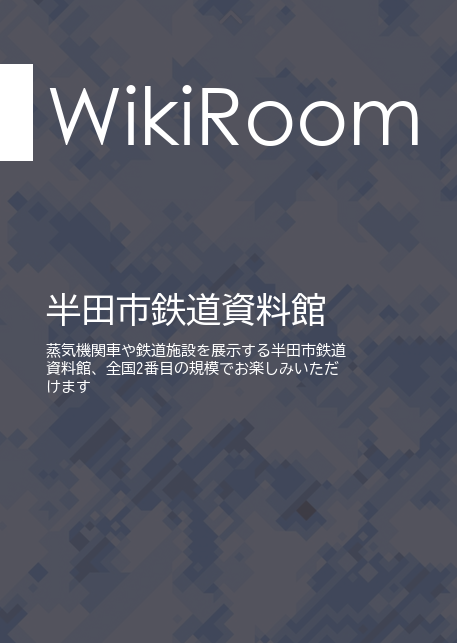 WikiRoom
半田市鉄道資料館
蒸気機関車や鉄道施設を展示する半田市鉄道
資料館、全国2番目の規模でお楽しみいただ
けます